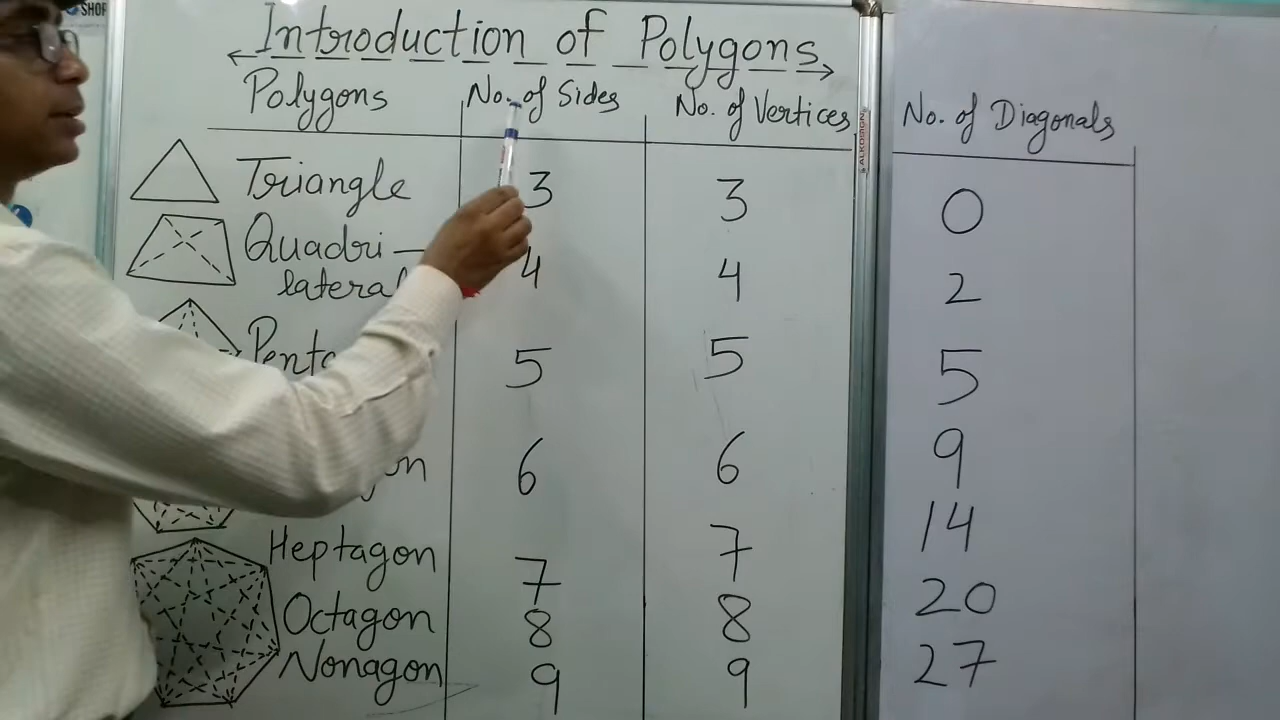 SHOP
Introduction of Polygons
Polygons No. of Sides No. of Vertices No. of Diagonals
ALKOSIGN
Triangle 3 3 0
Quadri-
lateral 4 4 2
5 5 5
6 6 9
Heptagon 7 7 14
Octagon 8 8 20
Nonagon 9 9 27